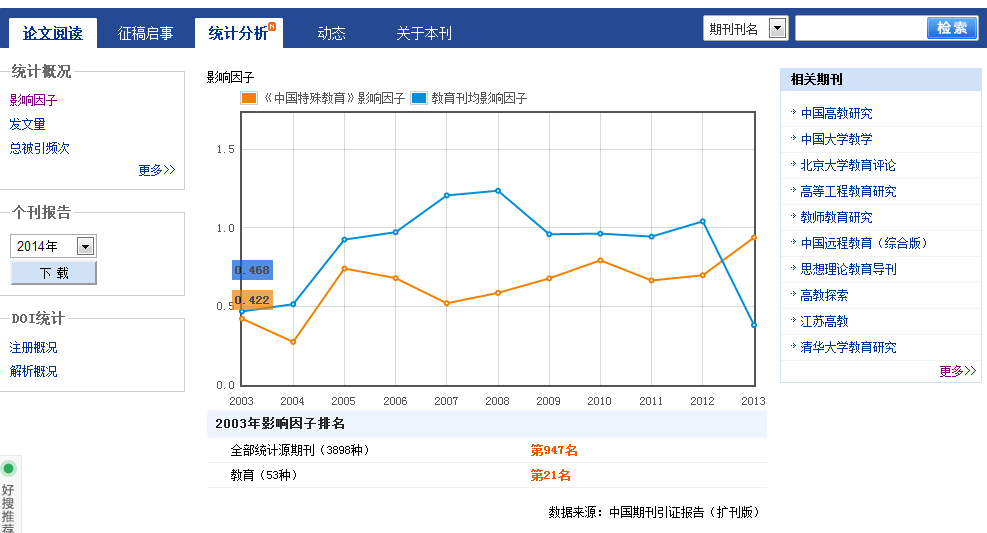 论文阅读 征稿启事 统计分析 N 动态 关于本刊 期刊刊名 检索
统计概况
影响因子
发文量
总被引频次
更多>>
个刊报告
2014年
下载
DOI统计
注册概况
解析概况
好搜推荐
影响因子
《中国特殊教育》影响因子 教育刊均影响因子
1.5
1.0
0.468
0.422
0.5
0.0
2003 2004 2005 2006 2007 2008 2009 2010 2011 2012 2013
2003年影响因子排名
全部统计源期刊（3898种） 第947名
教育（53种） 第21名
数据来源：中国期刊引证报告（扩刊版）
相关期刊
中国高教研究
中国大学教学
北京大学教育评论
高等工程教育研究
教师教育研究
中国远程教育（综合版）
思想理论教育导刊
高教探索
江苏高教
清华大学教育研究
更多>>